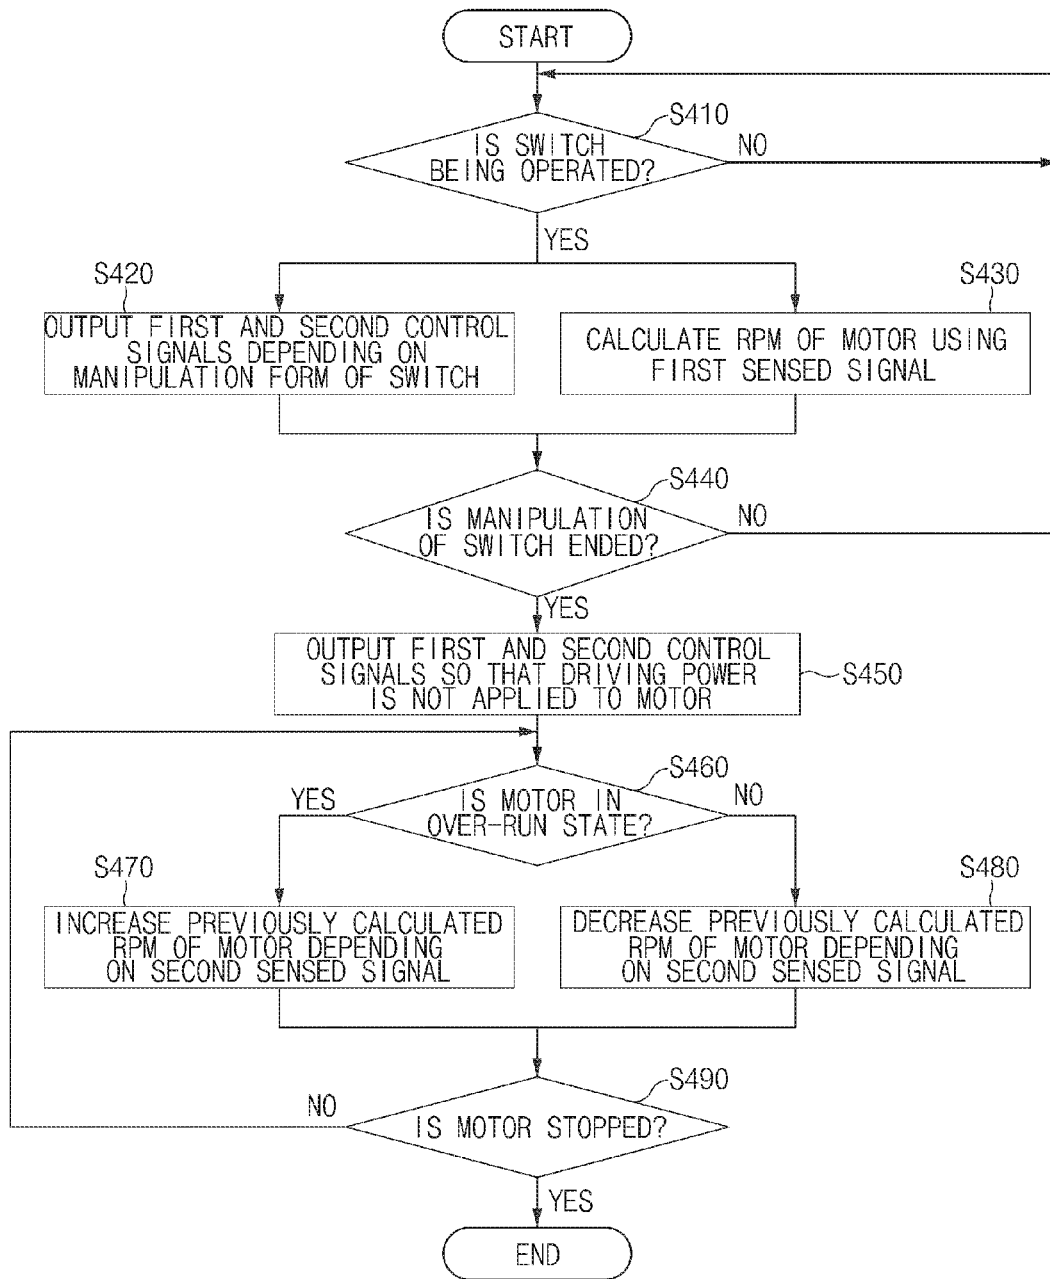 START
S410
IS SWITCH
BEING OPERATED?
NO
YES
S420
OUTPUT FIRST AND SECOND CONTROL
SIGNALS DEPENDING ON
MANIPULATION FORM OF SWITCH
S430
CALCULATE RPM OF MOTOR USING
FIRST SENSED SIGNAL
S440
IS MANIPULATION
OF SWITCH ENDED?
NO
YES
OUTPUT FIRST AND SECOND CONTROL
SIGNALS SO THAT DRIVING POWER
IS NOT APPLIED TO MOTOR
S450
S460
YES
IS MOTOR IN
OVER-RUN STATE?
NO
S470
INCREASE PREVIOUSLY CALCULATED
RPM OF MOTOR DEPENDING
ON SECOND SENSED SIGNAL
S480
DECREASE PREVIOUSLY CALCULATED
RPM OF MOTOR DEPENDING
ON SECOND SENSED SIGNAL
S490
NO
IS MOTOR STOPPED?
YES
END